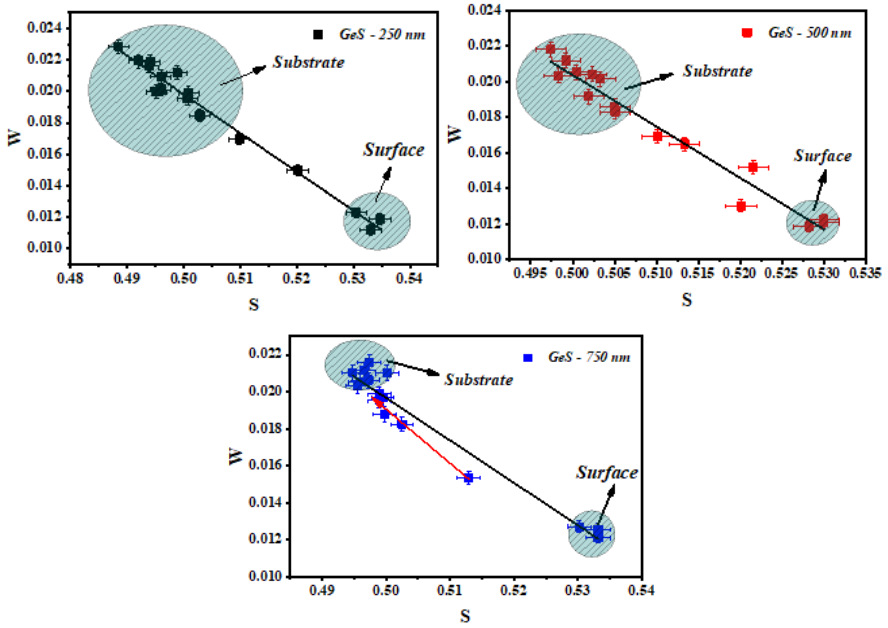 GeS - 250 nm
Substrate
Surface
W
0.024
0.022
0.020
0.018
0.016
0.014
0.012
0.010
0.48 0.49 0.50 0.51 0.52 0.53 0.54
S
GeS - 500 nm
Substrate
Surface
W
0.024
0.022
0.020
0.018
0.016
0.014
0.012
0.010
0.495 0.500 0.505 0.510 0.515 0.520 0.525 0.530 0.535
S
GeS - 750 nm
Substrate
Surface
W
0.022
0.020
0.018
0.016
0.014
0.012
0.010
0.49 0.50 0.51 0.52 0.53 0.54
S